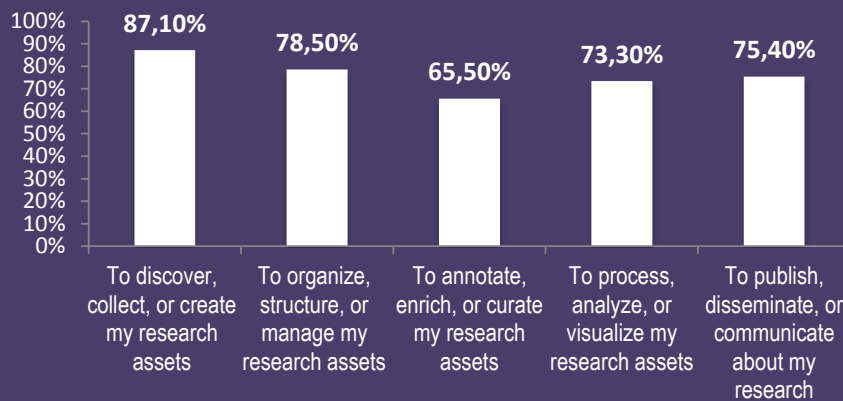 100%
90%
80%
70%
60%
50%
40%
30%
20%
10%
0%
87,10%
78,50%
65,50%
73,30%
75,40%
To discover,
collect, or create
my research
assets
To organize,
structure, or
manage my
research assets
To annotate,
enrich, or curate
my research
assets
To process,
analyze, or
visualize my
research assets
To publish,
disseminate, or
communicate
about my
research